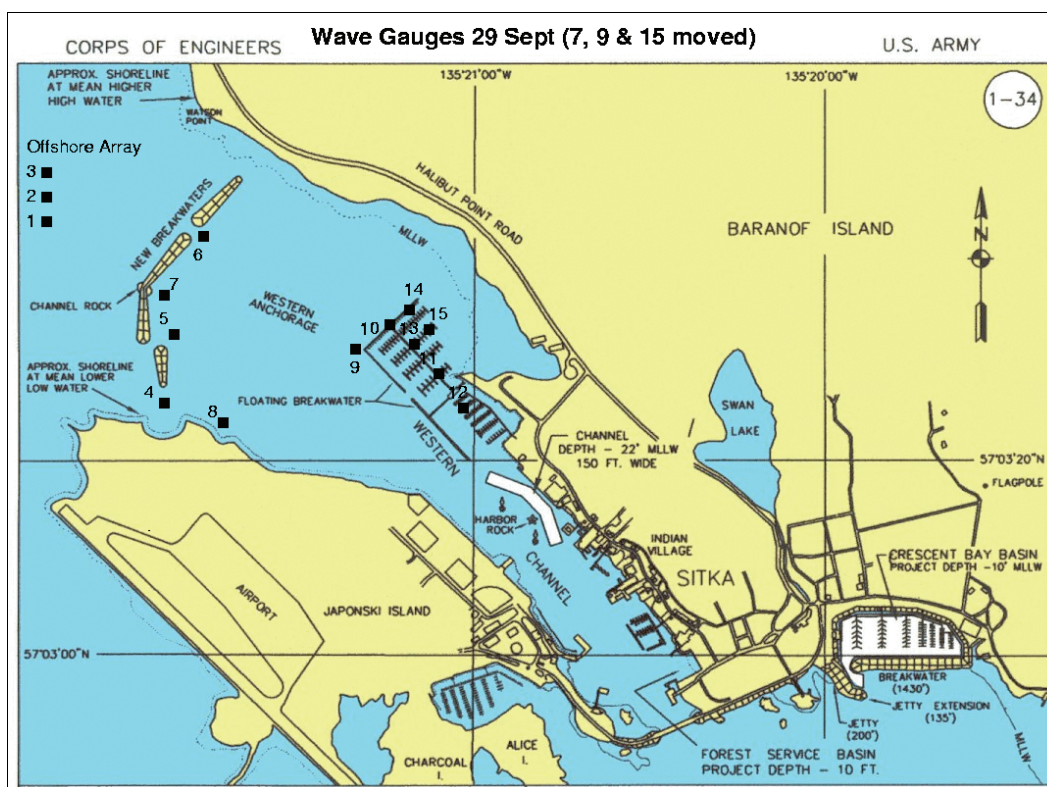 Wave Gauges 29 Sept (7, 9 & 15 moved)
CORPS OF ENGINEERS
U.S. ARMY
APPROX. SHORELINE
AT MEAN HIGHER
HIGH WATER
135°21'00"W
135°20'00"W
1-34
WATSON
POINT
Offshore Array
3
2
1
NEW BREAKWATERS
6
HALIBUT POINT ROAD
MLLW
BARANOF ISLAND
N
CHANNEL ROCK
7
5
WESTERN
ANCHORAGE
14
10
15
13
9
11
APPROX. SHORELINE
AT MEAN LOWER
LOW WATER
4
8
FLOATING BREAKWATER
12
SWAN
LAKE
WESTERN
CHANNEL
CHANNEL
DEPTH - 22' MLLW
150 FT. WIDE
57°03'20"N
FLAGPOLE
HARBOR
ROCK
INDIAN
VILLAGE
SITKA
CRESCENT BAY BASIN
PROJECT DEPTH -10' MLLW
AIRPORT
JAPONSKI ISLAND
57°03'00"N
BREAKWATER
(1430')
JETTY EXTENSION
(135')
JETTY
(200')
MLLW
CHARCOAL
I.
ALICE
I.
FOREST SERVICE BASIN
PROJECT DEPTH - 10 FT.